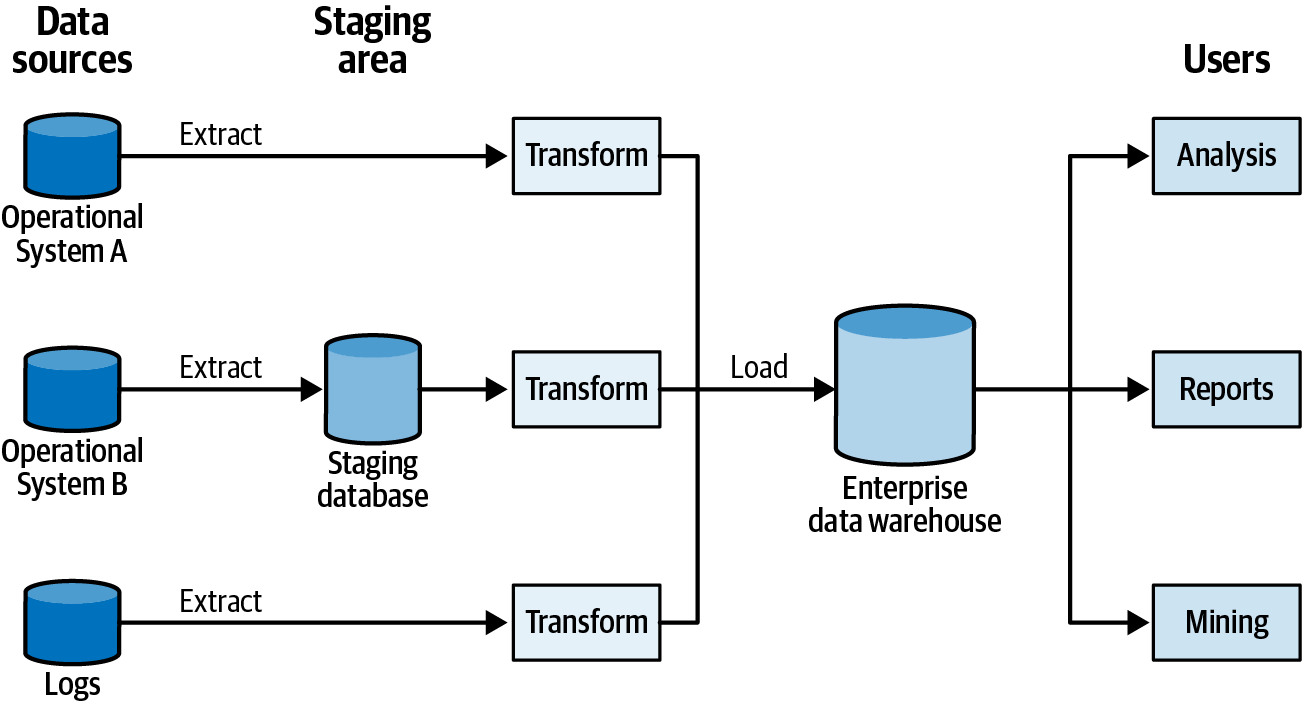 Data
sources
Staging
area
Users
Extract
Transform
Analysis
Operational
System A
Extract
Transform
Load
Reports
Operational
System B
Staging
database
Enterprise
data warehouse
Extract
Transform
Mining
Logs